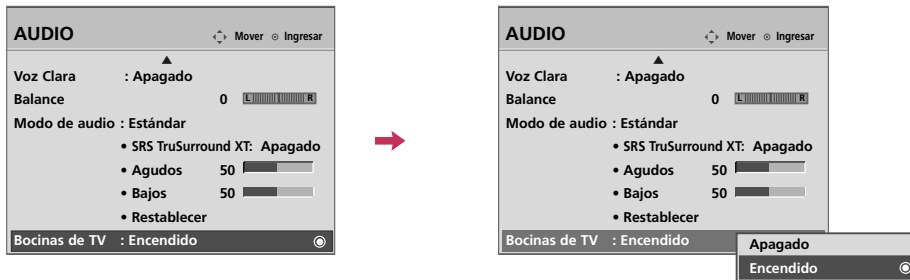 AUDIO Mover Ingresar
Voz Clara : Apagado
Balance 0 L R
Modo de audio : Estándar
• SRS TruSurround XT: Apagado
• Agudos 50
• Bajos 50
• Restablecer
Bocinas de TV : Encendido
AUDIO Mover Ingresar
Voz Clara : Apagado
Balance 0 L R
Modo de audio : Estándar
• SRS TruSurround XT: Apagado
• Agudos 50
• Bajos 50
• Restablecer
Bocinas de TV : Encendido
Apagado
Encendido